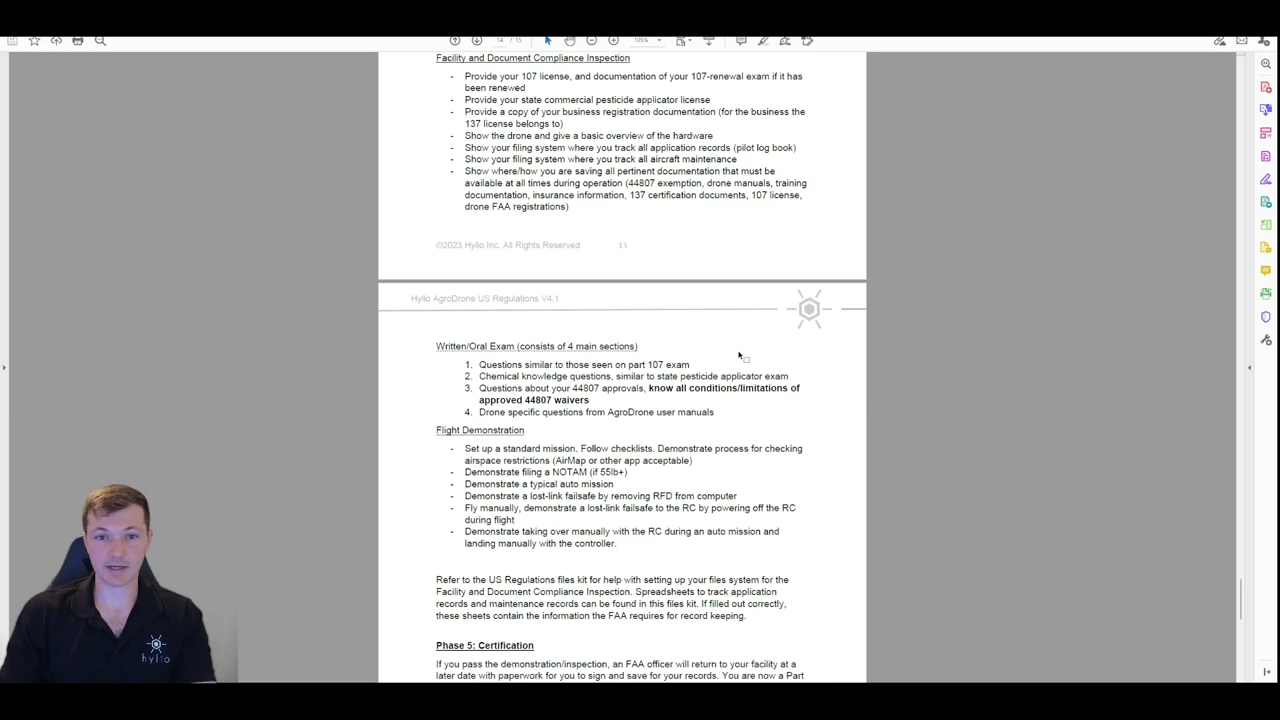 14 / 15
105%
Facility and Document Compliance Inspection
- Provide your 107 license, and documentation of your 107-renewal exam if it has
been renewed
- Provide your state commercial pesticide applicator license
- Provide a copy of your business registration documentation (for the business the
137 license belongs to)
- Show the drone and give a basic overview of the hardware
- Show your filing system where you track all application records (pilot log book)
- Show your filing system where you track all aircraft maintenance
- Show where/how you are saving all pertinent documentation that must be
available at all times during operation (44807 exemption, drone manuals, training
documentation, insurance information, 137 certification documents, 107 license,
drone FAA registrations)
©2023 Hylio Inc. All Rights Reserved 13
Hylio AgroDrone US Regulations V4.1
Written/Oral Exam (consists of 4 main sections)
1. Questions similar to those seen on part 107 exam
2. Chemical knowledge questions, similar to state pesticide applicator exam
3. Questions about your 44807 approvals, know all conditions/limitations of
approved 44807 waivers
4. Drone specific questions from AgroDrone user manuals
Flight Demonstration
- Set up a standard mission. Follow checklists. Demonstrate process for checking
airspace restrictions (AirMap or other app acceptable)
- Demonstrate filing a NOTAM (if 55lb+)
- Demonstrate a typical auto mission
- Demonstrate a lost-link failsafe by removing RFD from computer
- Fly manually, demonstrate a lost-link failsafe to the RC by powering off the RC
during flight
- Demonstrate taking over manually with the RC during an auto mission and
landing manually with the controller.
Refer to the US Regulations files kit for help with setting up your files system for the
Facility and Document Compliance Inspection. Spreadsheets to track application
records and maintenance records can be found in this files kit. If filled out correctly,
these sheets contain the information the FAA requires for record keeping.
Phase 5: Certification
If you pass the demonstration/inspection, an FAA officer will return to your facility at a
later date with paperwork for you to sign and save for your records. You are now a Part
hylio